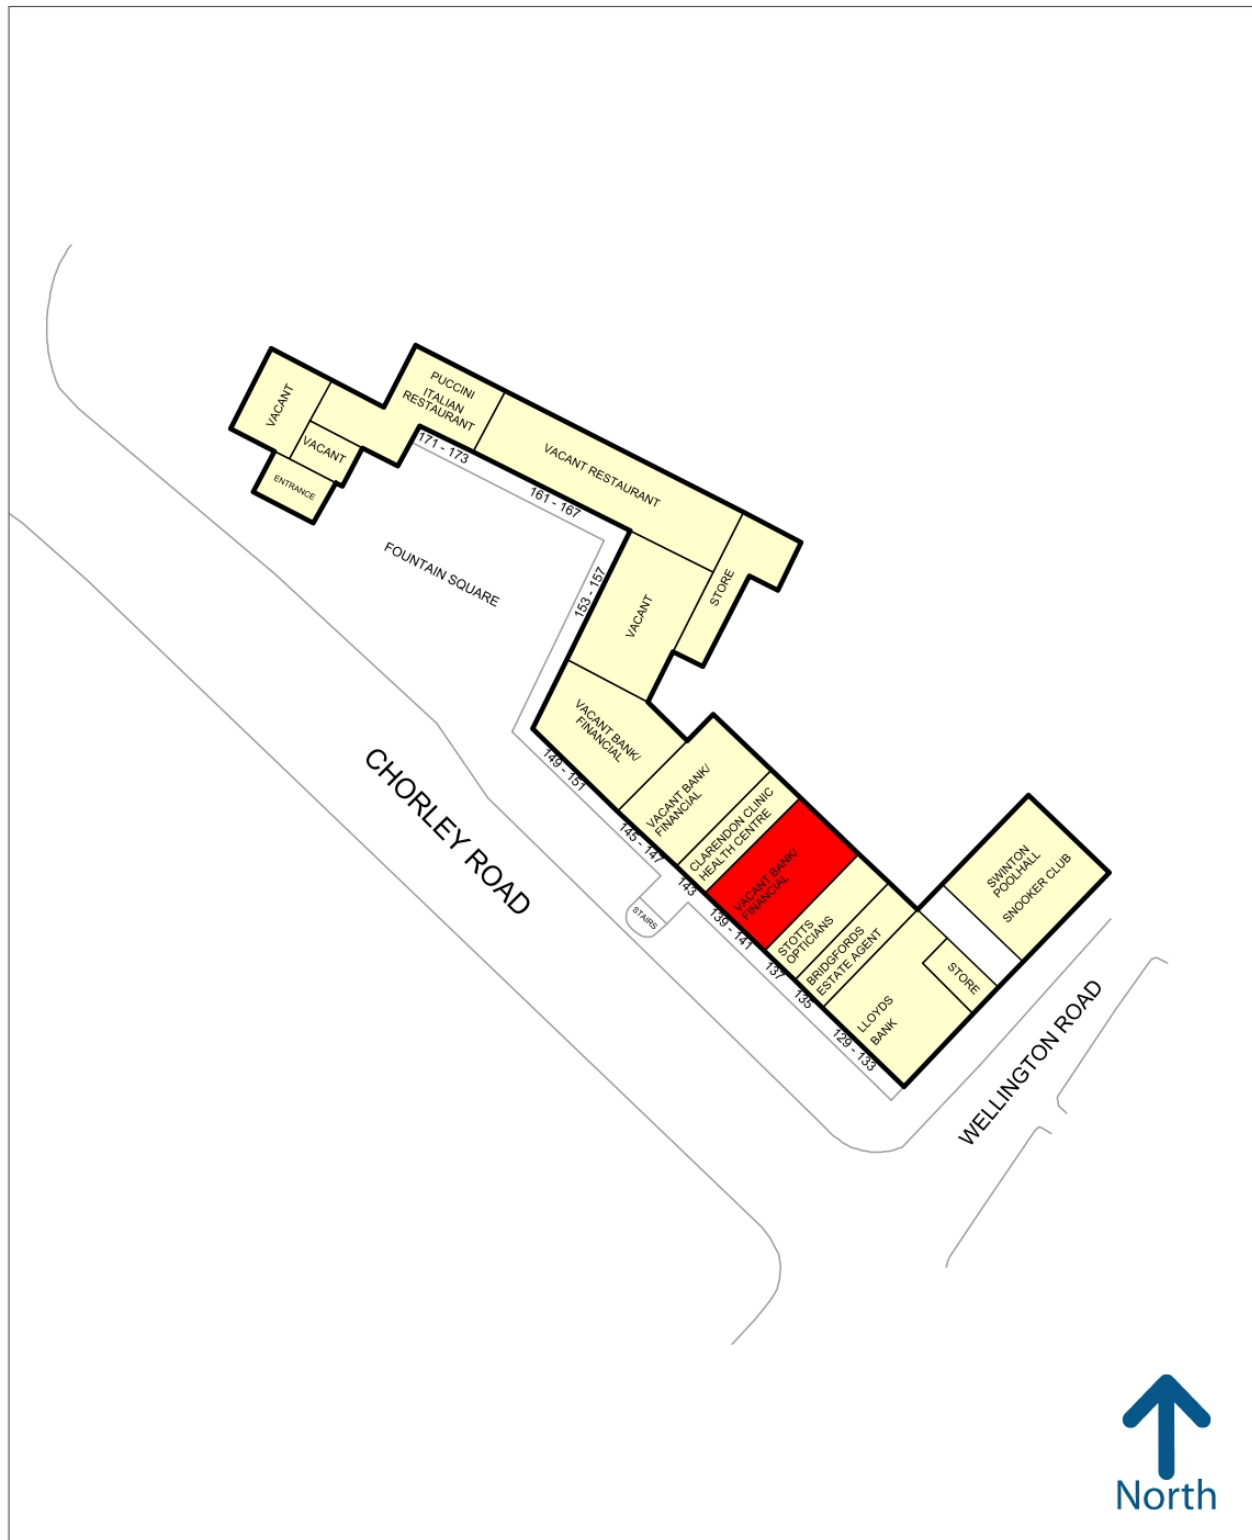 VACANT
VACANT
ENTRANCE
PUCCINI
ITALIAN
RESTAURANT
171 - 173
VACANT RESTAURANT
161 - 167
FOUNTAIN SQUARE
153 - 157
VACANT
STORE
VACANT BANK/
FINANCIAL
149 - 151
CHORLEY ROAD
VACANT BANK/
FINANCIAL
145 - 147
CLARENDON CLINIC
HEALTH CENTRE
143
STAIRS
VACANT BANK/
FINANCIAL
139 - 141
STOTTS
OPTICIANS
137
BRIDGFORDS
ESTATE AGENT
135
LLOYDS
BANK
129 - 133
STORE
SWINTON
POOLHALL
SNOOKER CLUB
WELLINGTON ROAD
North